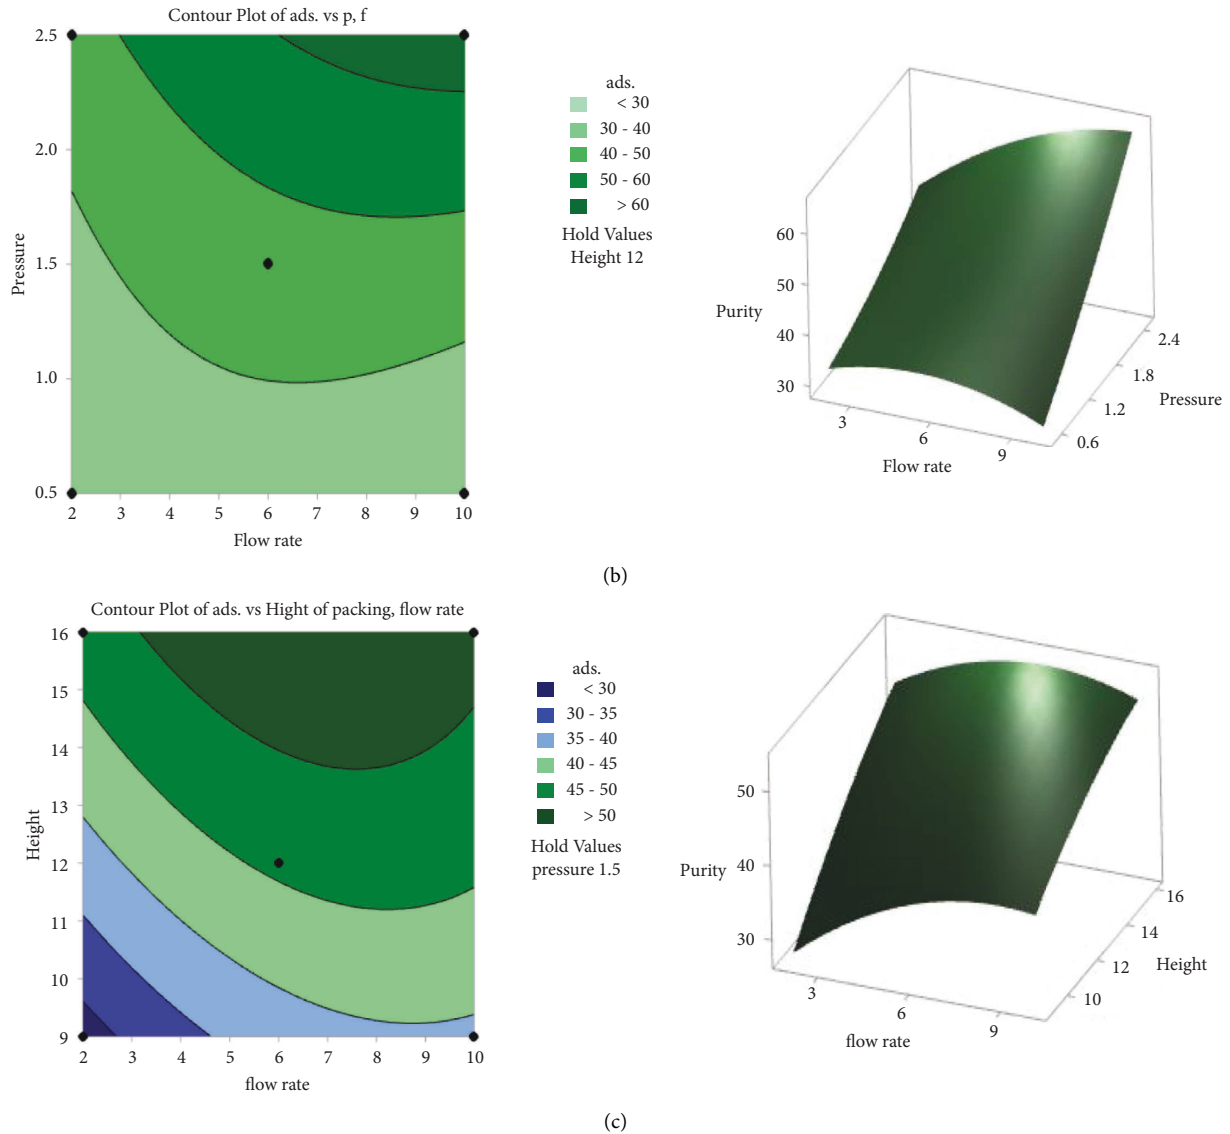 Contour Plot of ads. vs p, f
2.5
2.0
1.5
1.0
0.5
Pressure
2 3 4 5 6 7 8 9 10
Flow rate
ads.
< 30
30 - 40
40 - 50
50 - 60
> 60
Hold Values
Height 12
60
50
40
30
Purity
3 6 9
Flow rate
2.4
1.8
1.2
0.6
Pressure
(b)
Contour Plot of ads. vs Hight of packing, flow rate
16
15
14
13
12
11
10
9
Height
2 3 4 5 6 7 8 9 10
flow rate
ads.
< 30
30 - 35
35 - 40
40 - 45
45 - 50
> 50
Hold Values
pressure 1.5
50
40
30
Purity
3 6 9
flow rate
16
14
12
10
Height
(c)